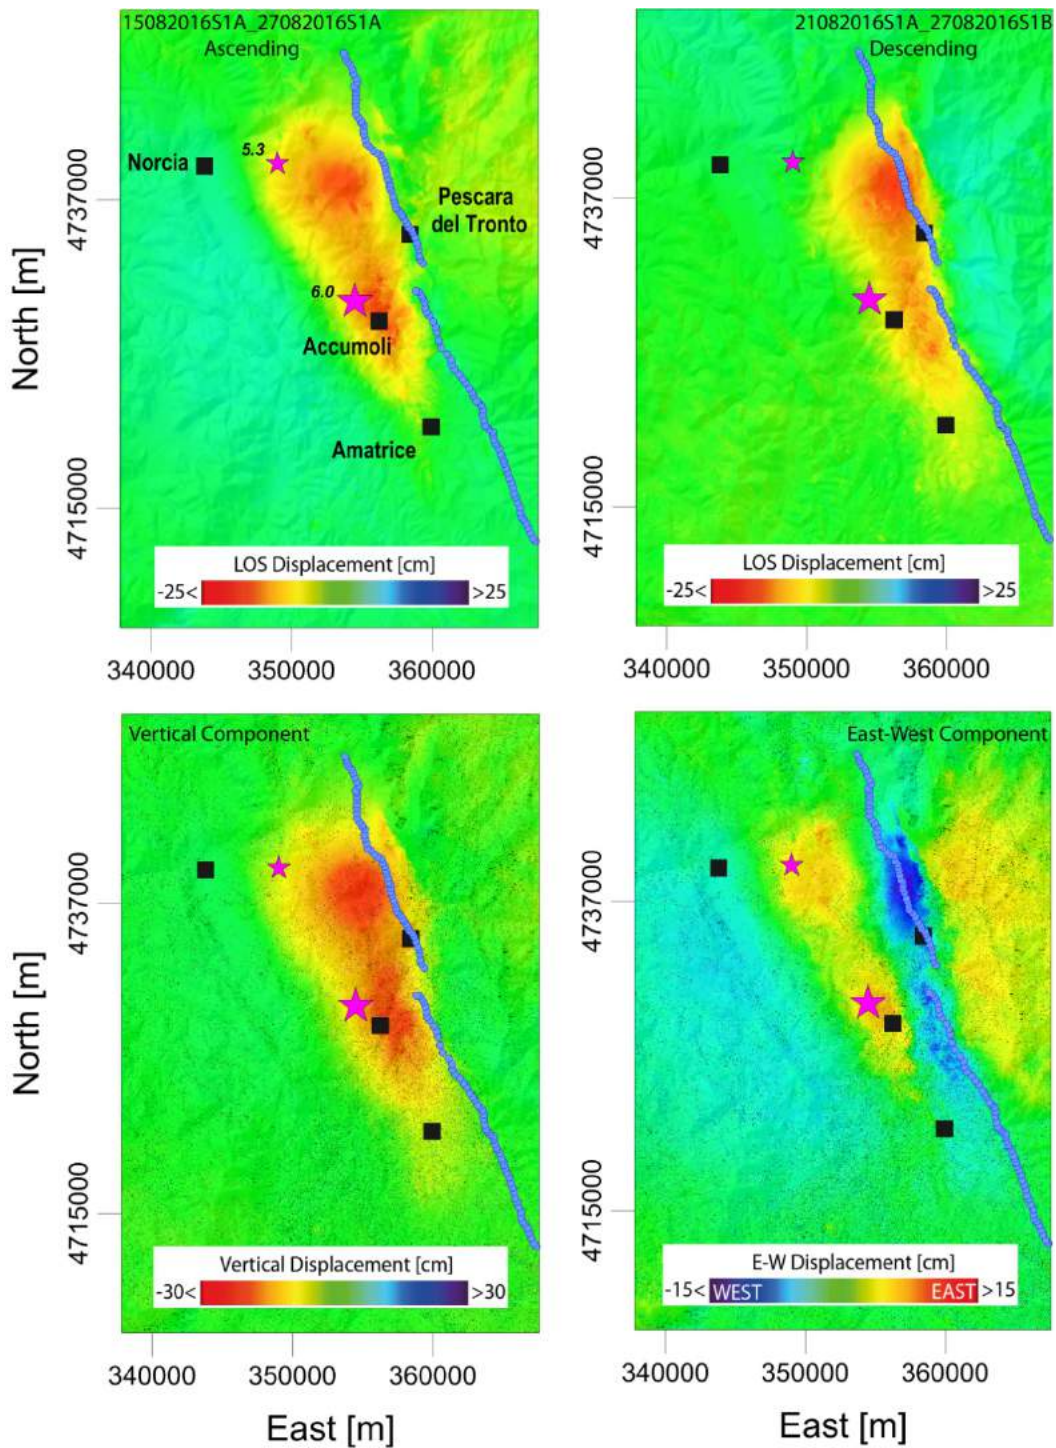 15082016S1A_27082016S1A
Ascending
21082016S1A_27082016S1B
Descending
5.3
Norcia
Pescara
del Tronto
6.0
Accumoli
Amatrice
North [m]
4737000
4715000
LOS Displacement [cm]
-25< >25
340000 350000 360000
4737000
4715000
LOS Displacement [cm]
-25< >25
340000 350000 360000
Vertical Component
East-West Component
North [m]
4737000
4715000
Vertical Displacement [cm]
-30< >30
340000 350000 360000
East [m]
4737000
4715000
E-W Displacement [cm]
-15< WEST EAST >15
340000 350000 360000
East [m]